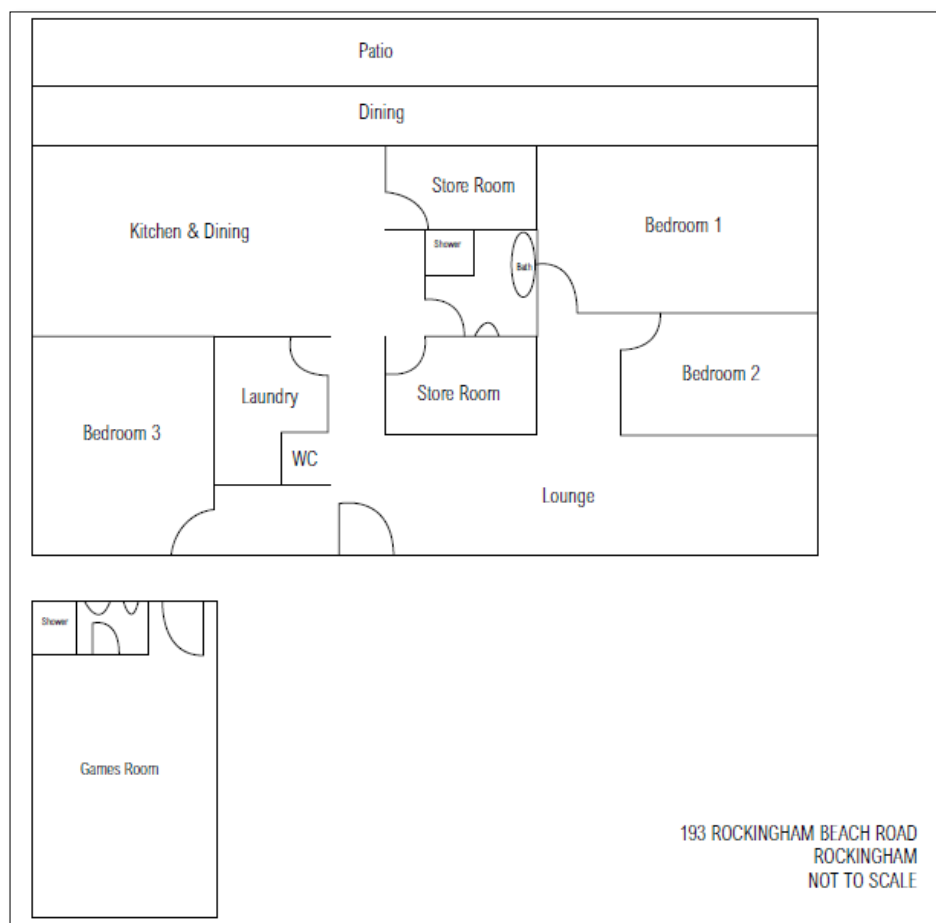 Patio
Dining
Store Room
Kitchen & Dining
Bedroom 1
Shower
Bath
Bedroom 2
Laundry
Store Room
Bedroom 3
WC
Lounge
Shower
Games Room
193 ROCKINGHAM BEACH ROAD
ROCKINGHAM
NOT TO SCALE